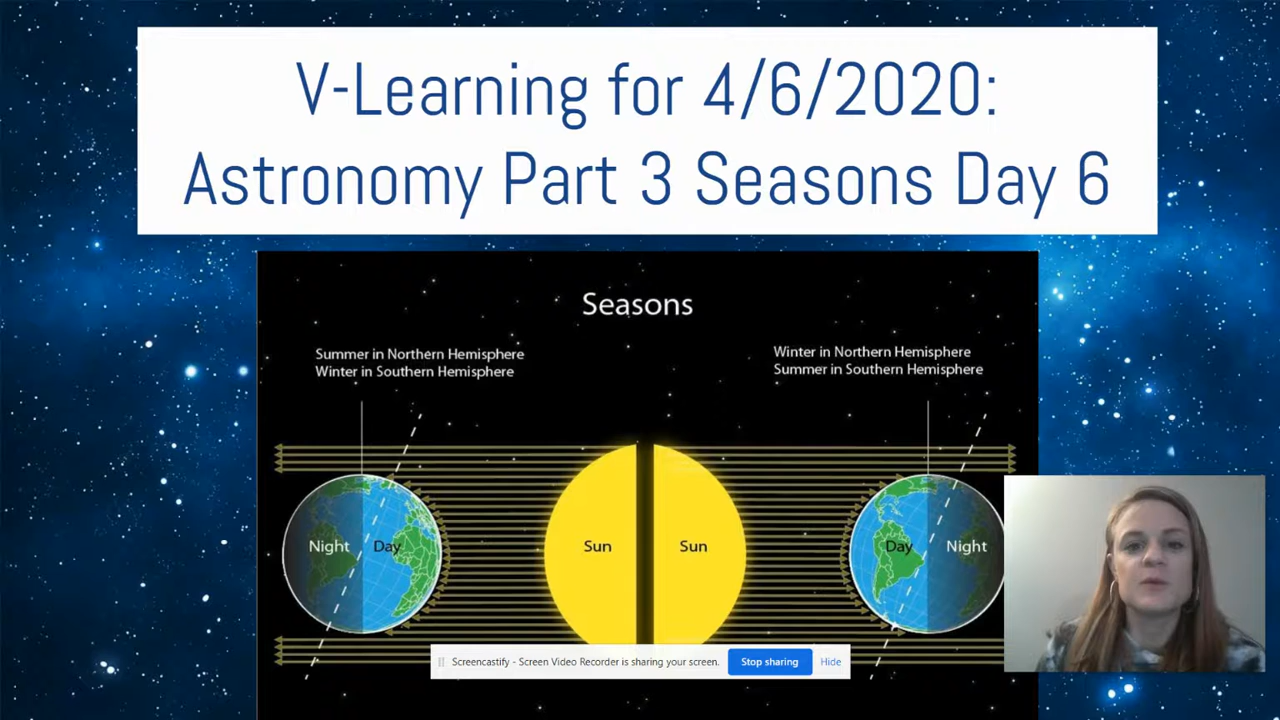 V-Learning for 4/6/2020:
Astronomy Part 3 Seasons Day 6
Seasons
Summer in Northern Hemisphere
Winter in Southern Hemisphere
Winter in Northern Hemisphere
Summer in Southern Hemisphere
Night
Day
Sun
Sun
Day
Night
Screencastify - Screen Video Recorder is sharing your screen.
Stop sharing
Hide